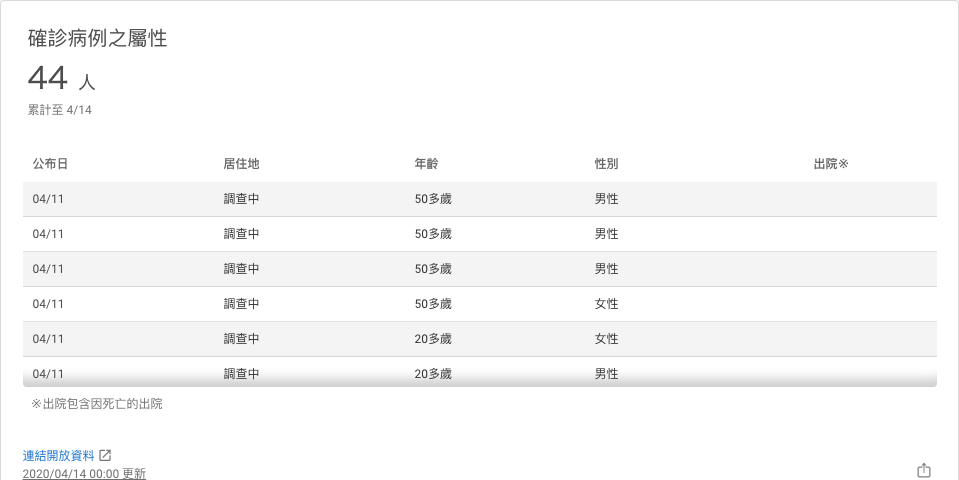 確診病例之屬性
44 人
累計至 4/14
公布日 居住地 年齡 性別 出院※
04/11 調查中 50多歲 男性
04/11 調查中 50多歲 男性
04/11 調查中 50多歲 男性
04/11 調查中 50多歲 女性
04/11 調查中 20多歲 女性
04/11 調查中 20多歲 男性
※出院包含因死亡的出院
連結開放資料
2020/04/14 00:00 更新